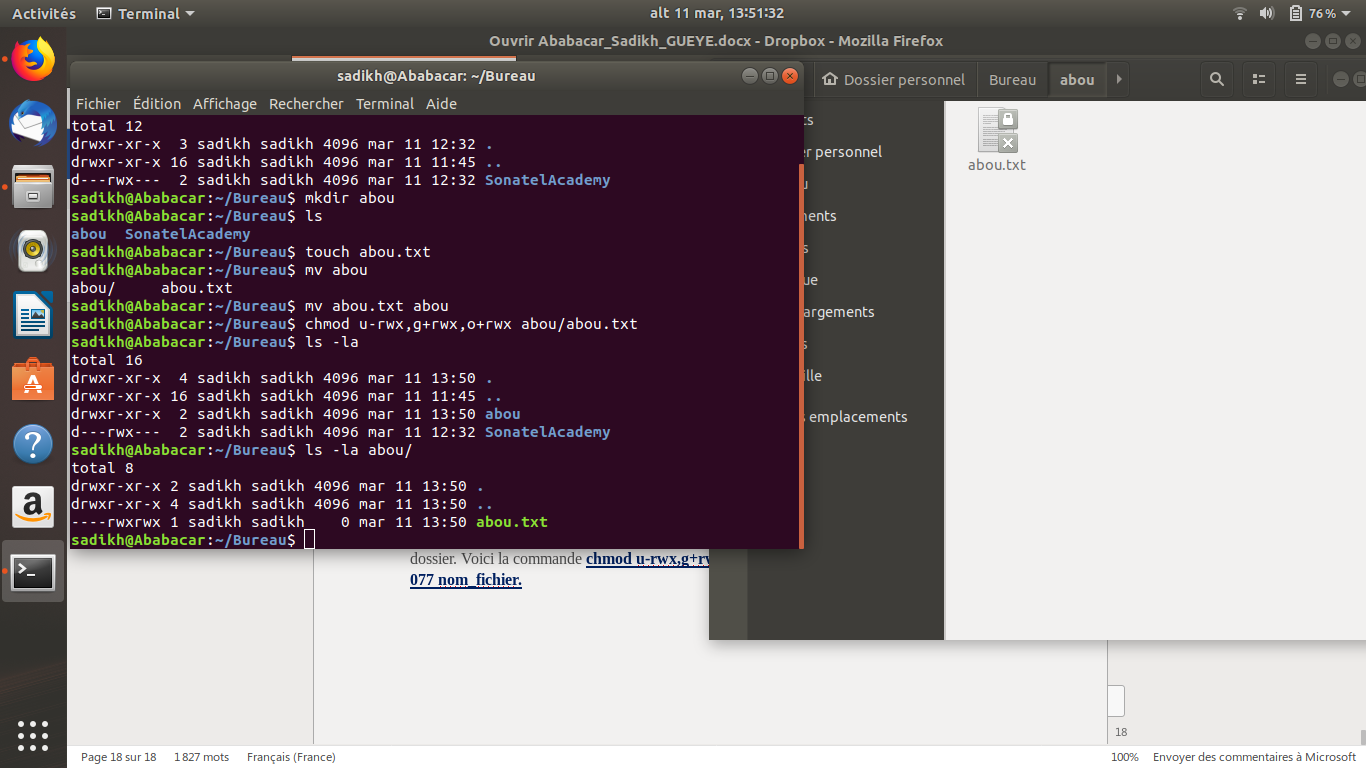 Activités Terminal alt 11 mar, 13:51:32 76 %
Ouvrir Ababacar_Sadikh_GUEYE.docx - Dropbox - Mozilla Firefox
sadikh@Ababacar: ~/Bureau
Fichier Édition Affichage Rechercher Terminal Aide
total 12
drwxr-xr-x  3 sadikh sadikh 4096 mar 11 12:32 .
drwxr-xr-x 16 sadikh sadikh 4096 mar 11 11:45 ..
d---rwx---  2 sadikh sadikh 4096 mar 11 12:32 SonatelAcademy
sadikh@Ababacar:~/Bureau$ mkdir abou
sadikh@Ababacar:~/Bureau$ ls
abou  SonatelAcademy
sadikh@Ababacar:~/Bureau$ touch abou.txt
sadikh@Ababacar:~/Bureau$ mv abou
abou/     abou.txt
sadikh@Ababacar:~/Bureau$ mv abou.txt abou
sadikh@Ababacar:~/Bureau$ chmod u-rwx,g+rwx,o+rwx abou/abou.txt
sadikh@Ababacar:~/Bureau$ ls -la
total 16
drwxr-xr-x  4 sadikh sadikh 4096 mar 11 13:50 .
drwxr-xr-x 16 sadikh sadikh 4096 mar 11 11:45 ..
drwxr-xr-x  2 sadikh sadikh 4096 mar 11 13:50 abou
d---rwx---  2 sadikh sadikh 4096 mar 11 12:32 SonatelAcademy
sadikh@Ababacar:~/Bureau$ ls -la abou/
total 8
drwxr-xr-x 2 sadikh sadikh 4096 mar 11 13:50 .
drwxr-xr-x 4 sadikh sadikh 4096 mar 11 13:50 ..
----rwxrwx 1 sadikh sadikh    0 mar 11 13:50 abou.txt
sadikh@Ababacar:~/Bureau$
Dossier personnel Bureau abou
ts
er personnel
u
ments
s
ue
argements
s
ille
s emplacements
abou.txt
dossier. Voici la commande chmod u-rwx,g+rw
077 nom_fichier.
18
Page 18 sur 18 1 827 mots Français (France) 100% Envoyer des commentaires à Microsoft